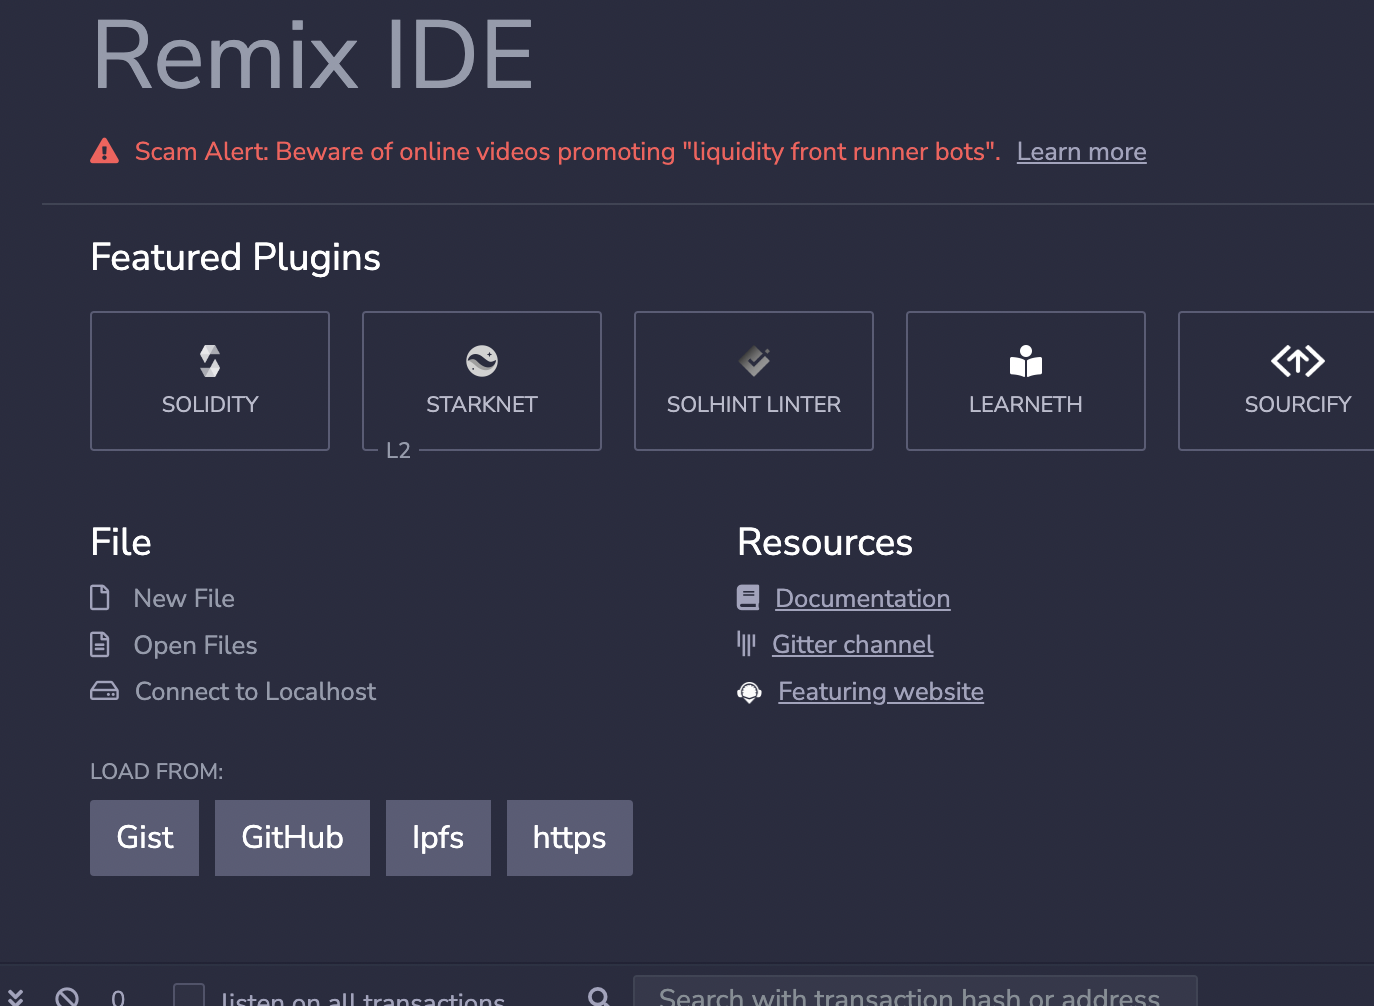 Remix IDE
Scam Alert: Beware of online videos promoting "liquidity front runner bots". Learn more
Featured Plugins
SOLIDITY
STARKNET
L2
SOLHINT LINTER
LEARNETH
SOURCIFY
File
New File
Open Files
Connect to Localhost
Resources
Documentation
Gitter channel
Featuring website
LOAD FROM:
Gist
GitHub
Ipfs
https
0
listen on all transactions
Search with transaction hash or address